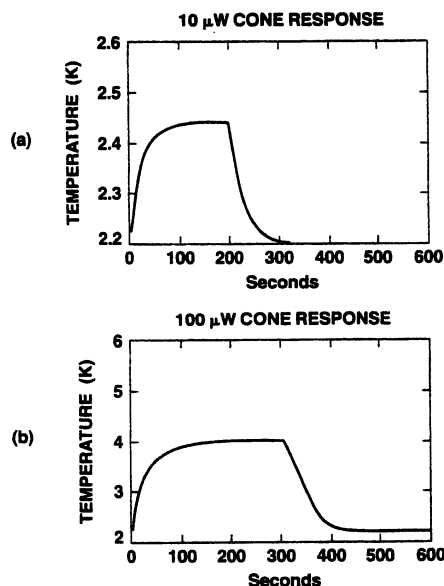 10 μW CONE RESPONSE
(a)
TEMPERATURE (K)
2.6
2.5
2.4
2.3
2.2
0 100 200 300 400 500 600
Seconds
100 μW CONE RESPONSE
(b)
TEMPERATURE (K)
6
5
4
3
2
0 100 200 300 400 500 600
Seconds